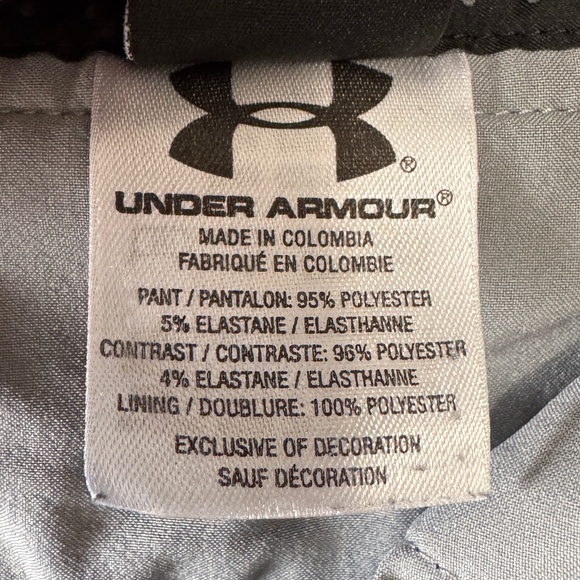 ®
UNDER ARMOUR®
MADE IN COLOMBIA
FABRIQUÉ EN COLOMBIE
PANT / PANTALON: 95% POLYESTER
5% ELASTANE / ELASTHANNE
CONTRAST / CONTRASTE: 96% POLYESTER
4% ELASTANE / ELASTHANNE
LINING / DOUBLURE: 100% POLYESTER
EXCLUSIVE OF DECORATION
SAUF DÉCORATION